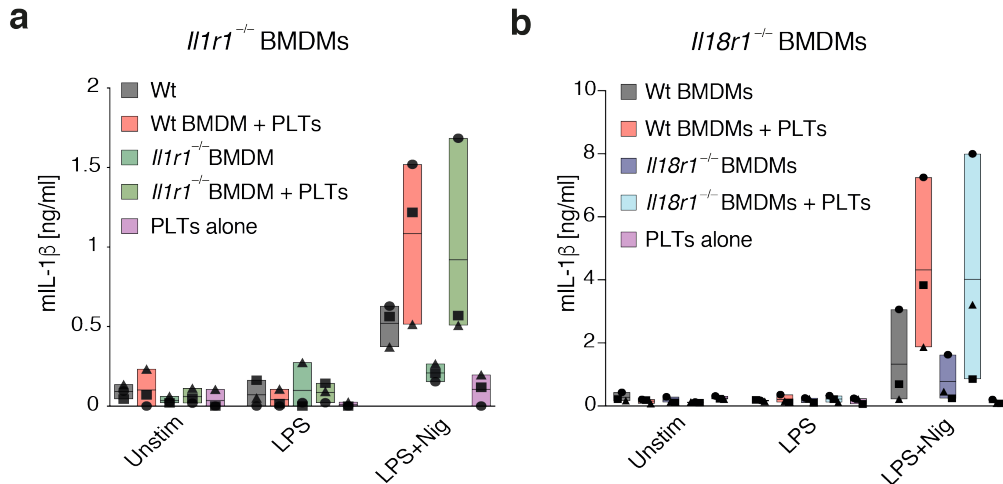 a
Il1r1⁻/⁻ BMDMs
2
1.5
1
0.5
0
mIL-1β [ng/ml]
Wt
Wt BMDM + PLTs
Il1r1⁻/⁻BMDM
Il1r1⁻/⁻BMDM + PLTs
PLTs alone
Unstim
LPS
LPS+Nig
b
Il18r1⁻/⁻ BMDMs
10
8
6
4
2
0
mIL-1β [ng/ml]
Wt BMDMs
Wt BMDMs + PLTs
Il18r1⁻/⁻ BMDMs
Il18r1⁻/⁻ BMDMs + PLTs
PLTs alone
Unstim
LPS
LPS+Nig